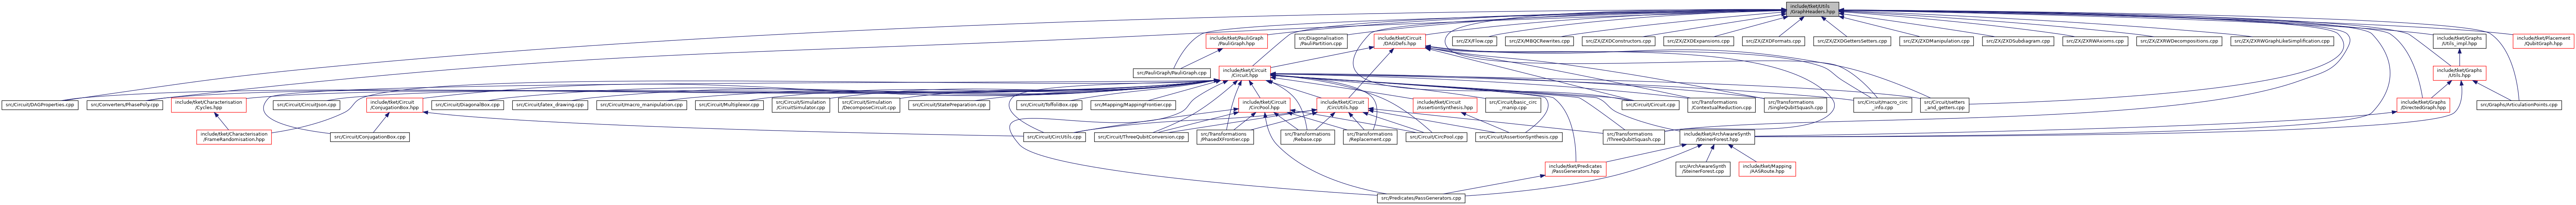 include/tket/Utils
/GraphHeaders.hpp
include/tket/PauliGraph
/PauliGraph.hpp
src/Diagonalisation
/PauliPartition.cpp
include/tket/Circuit
/DAGDefs.hpp
src/ZX/Flow.cpp
src/ZX/MBQCRewrites.cpp
src/ZX/ZXDConstructors.cpp
src/ZX/ZXDExpansions.cpp
src/ZX/ZXDFormats.cpp
src/ZX/ZXDGettersSetters.cpp
src/ZX/ZXDManipulation.cpp
src/ZX/ZXDSubdiagram.cpp
src/ZX/ZXRWAxioms.cpp
src/ZX/ZXRWDecompositions.cpp
src/ZX/ZXRWGraphLikeSimplification.cpp
include/tket/Graphs
/Utils_impl.hpp
include/tket/Placement
/QubitGraph.hpp
src/PauliGraph/PauliGraph.cpp
include/tket/Circuit
/Circuit.hpp
include/tket/Graphs
/Utils.hpp
src/Circuit/DAGProperties.cpp
src/Converters/PhasePoly.cpp
include/tket/Characterisation
/Cycles.hpp
src/Circuit/CircuitJson.cpp
include/tket/Circuit
/ConjugationBox.hpp
src/Circuit/DiagonalBox.cpp
src/Circuit/latex_drawing.cpp
src/Circuit/macro_manipulation.cpp
src/Circuit/Multiplexor.cpp
src/Circuit/Simulation
/CircuitSimulator.cpp
src/Circuit/Simulation
/DecomposeCircuit.cpp
src/Circuit/StatePreparation.cpp
src/Circuit/ToffoliBox.cpp
src/Mapping/MappingFrontier.cpp
include/tket/Circuit
/CircPool.hpp
include/tket/Circuit
/CircUtils.hpp
include/tket/Circuit
/AssertionSynthesis.hpp
src/Circuit/basic_circ
_manip.cpp
src/Circuit/Circuit.cpp
src/Transformations
/ContextualReduction.cpp
src/Transformations
/SingleQubitSquash.cpp
src/Circuit/macro_circ
_info.cpp
src/Circuit/setters
_and_getters.cpp
include/tket/Graphs
/DirectedGraph.hpp
src/Graphs/ArticulationPoints.cpp
include/tket/Characterisation
/FrameRandomisation.hpp
src/Circuit/ConjugationBox.cpp
src/Circuit/CircUtils.cpp
src/Circuit/ThreeQubitConversion.cpp
src/Transformations
/PhasedXFrontier.cpp
src/Transformations
/Rebase.cpp
src/Transformations
/Replacement.cpp
src/Circuit/CircPool.cpp
src/Circuit/AssertionSynthesis.cpp
src/Transformations
/ThreeQubitSquash.cpp
include/tket/ArchAwareSynth
/SteinerForest.hpp
include/tket/Predicates
/PassGenerators.hpp
src/ArchAwareSynth
/SteinerForest.cpp
include/tket/Mapping
/AASRoute.hpp
src/Predicates/PassGenerators.cpp